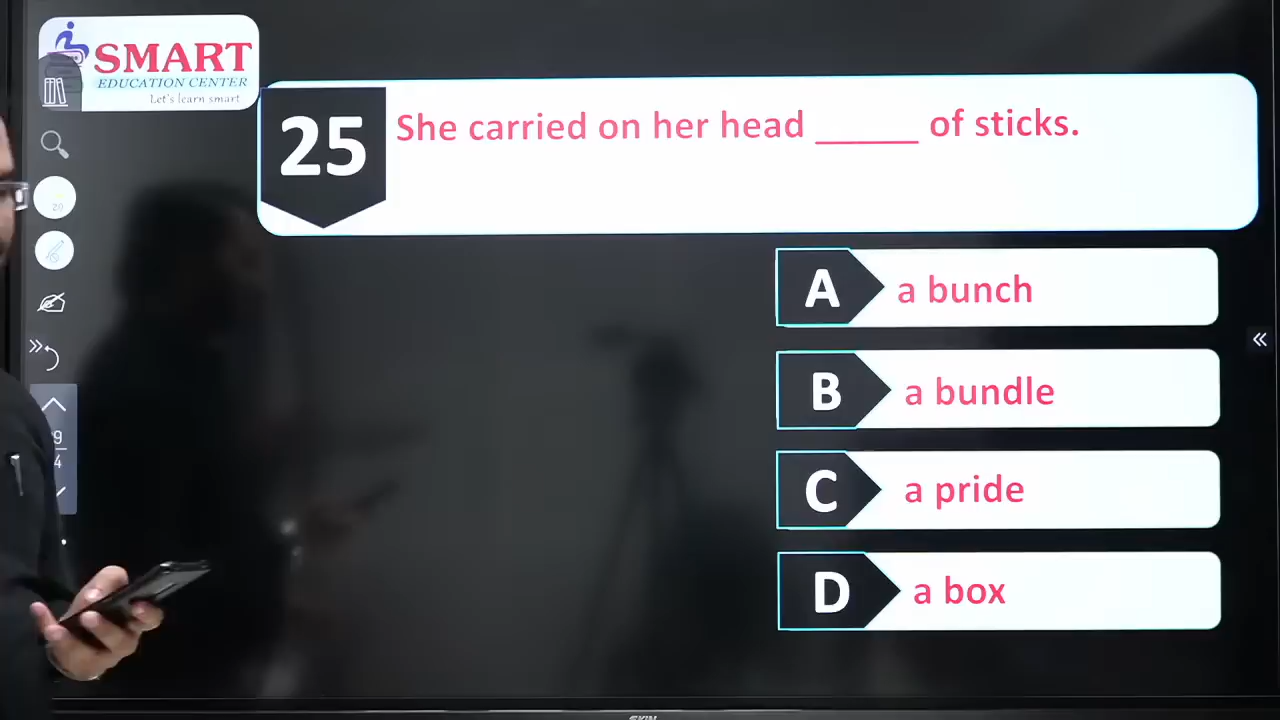 SMART
EDUCATION CENTER
Let's learn smart
25
She carried on her head ______ of sticks.
A
a bunch
B
a bundle
C
a pride
D
a box
20